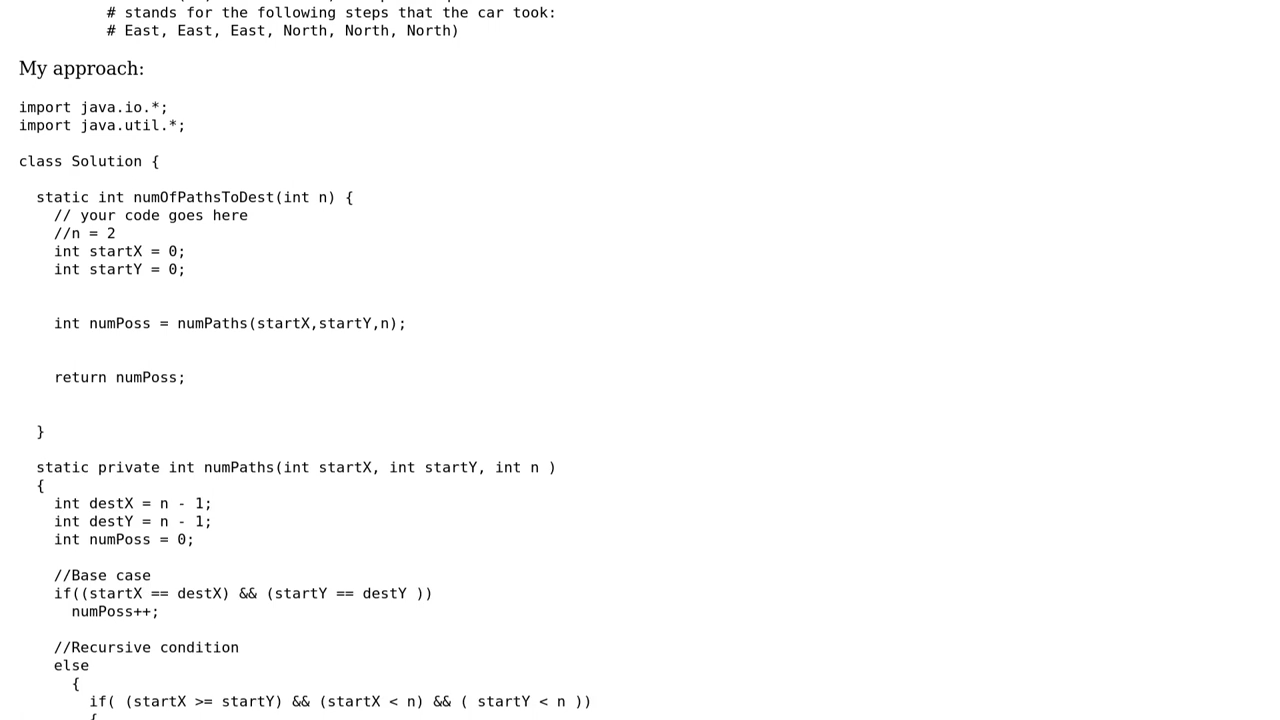 # stands for the following steps that the car took:
# East, East, East, North, North, North)
My approach:
import java.io.*;
import java.util.*;
class Solution {
static int numOfPathsToDest(int n) {
// your code goes here
//n = 2
int startX = 0;
int startY = 0;
int numPoss = numPaths(startX,startY,n);
return numPoss;
}
static private int numPaths(int startX, int startY, int n )
{
int destX = n - 1;
int destY = n - 1;
int numPoss = 0;
//Base case
if((startX == destX) && (startY == destY ))
numPoss++;
//Recursive condition
else
{
if( (startX >= startY) && (startX < n) && ( startY < n ))
{